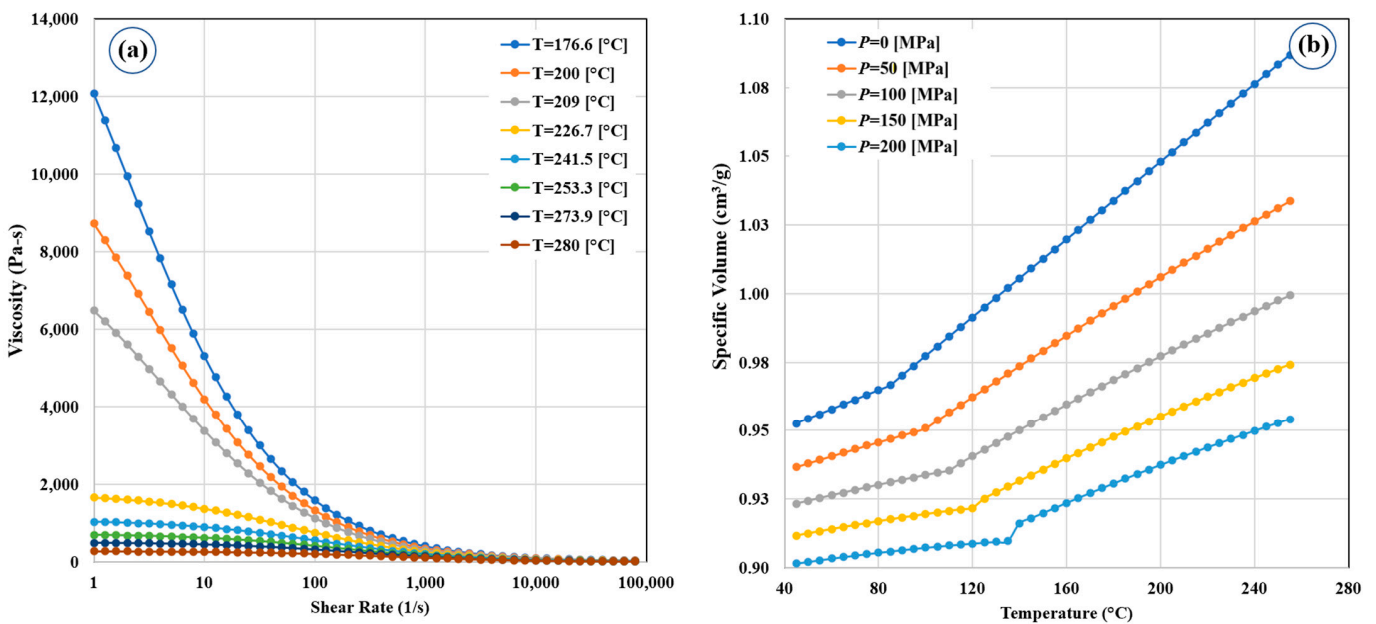 (a)
14,000
12,000
10,000
8,000
6,000
4,000
2,000
0
Viscosity (Pa-s)
T=176.6 [°C]
T=200 [°C]
T=209 [°C]
T=226.7 [°C]
T=241.5 [°C]
T=253.3 [°C]
T=273.9 [°C]
T=280 [°C]
1 10 100 1,000 10,000 100,000
Shear Rate (1/s)
(b)
1.10
1.08
1.05
1.03
1.00
0.98
0.95
0.93
0.90
Specific Volume (cm³/g)
P=0 [MPa]
P=50 [MPa]
P=100 [MPa]
P=150 [MPa]
P=200 [MPa]
40 80 120 160 200 240 280
Temperature (°C)